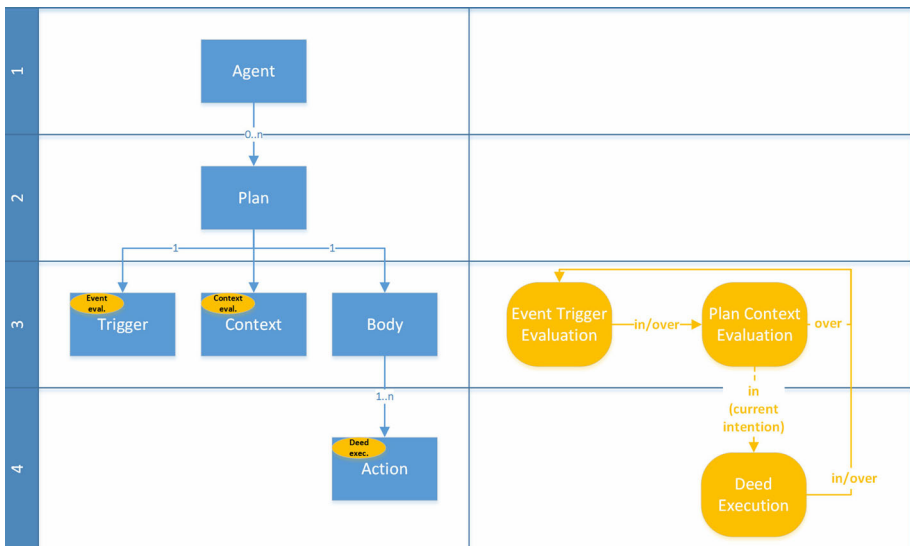 1
Agent
0..n
2
Plan
1
1
3
Event
eval.
Trigger
Context
eval.
Context
Body
Event Trigger
Evaluation
in/over
Plan Context
Evaluation
over
1..n
in
(current
intention)
4
Deed
exec.
Action
Deed
Execution
in/over